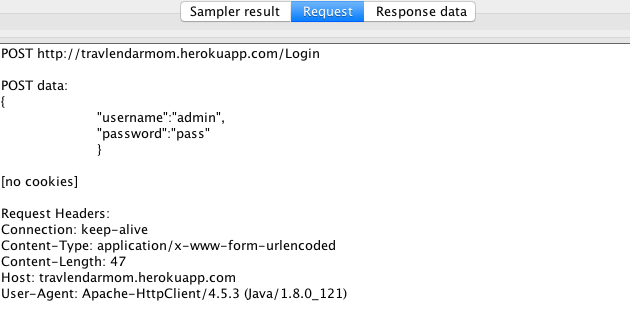 Sampler result Request Response data
POST http://travlendarmom.herokuapp.com/Login
POST data:
{
"username":"admin",
"password":"pass"
}
[no cookies]
Request Headers:
Connection: keep-alive
Content-Type: application/x-www-form-urlencoded
Content-Length: 47
Host: travlendarmom.herokuapp.com
User-Agent: Apache-HttpClient/4.5.3 (Java/1.8.0_121)